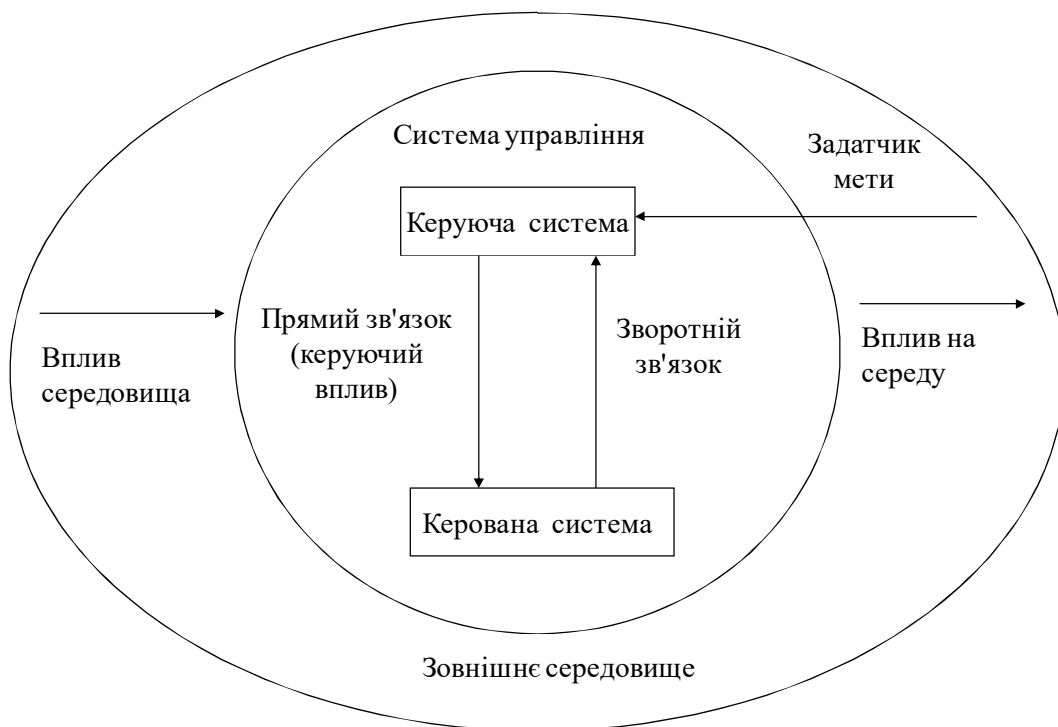 Система управління
Задатчик
мети
Керуюча система
Прямий зв'язок
(керуючий
вплив)
Зворотній
зв'язок
Вплив
середовища
Вплив на
середу
Керована система
Зовнішнє середовище